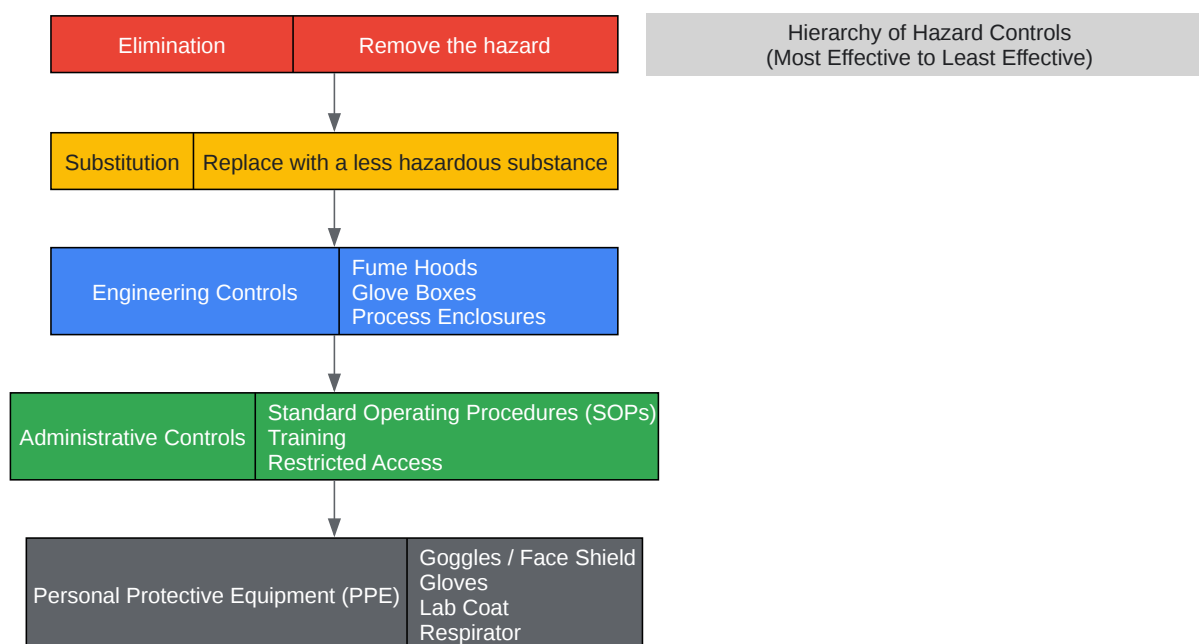 Elimination
Remove the hazard
Hierarchy of Hazard Controls
(Most Effective to Least Effective)
Substitution
Replace with a less hazardous substance
Engineering Controls
Fume Hoods
Glove Boxes
Process Enclosures
Administrative Controls
Standard Operating Procedures (SOPs)
Training
Restricted Access
Personal Protective Equipment (PPE)
Goggles / Face Shield
Gloves
Lab Coat
Respirator